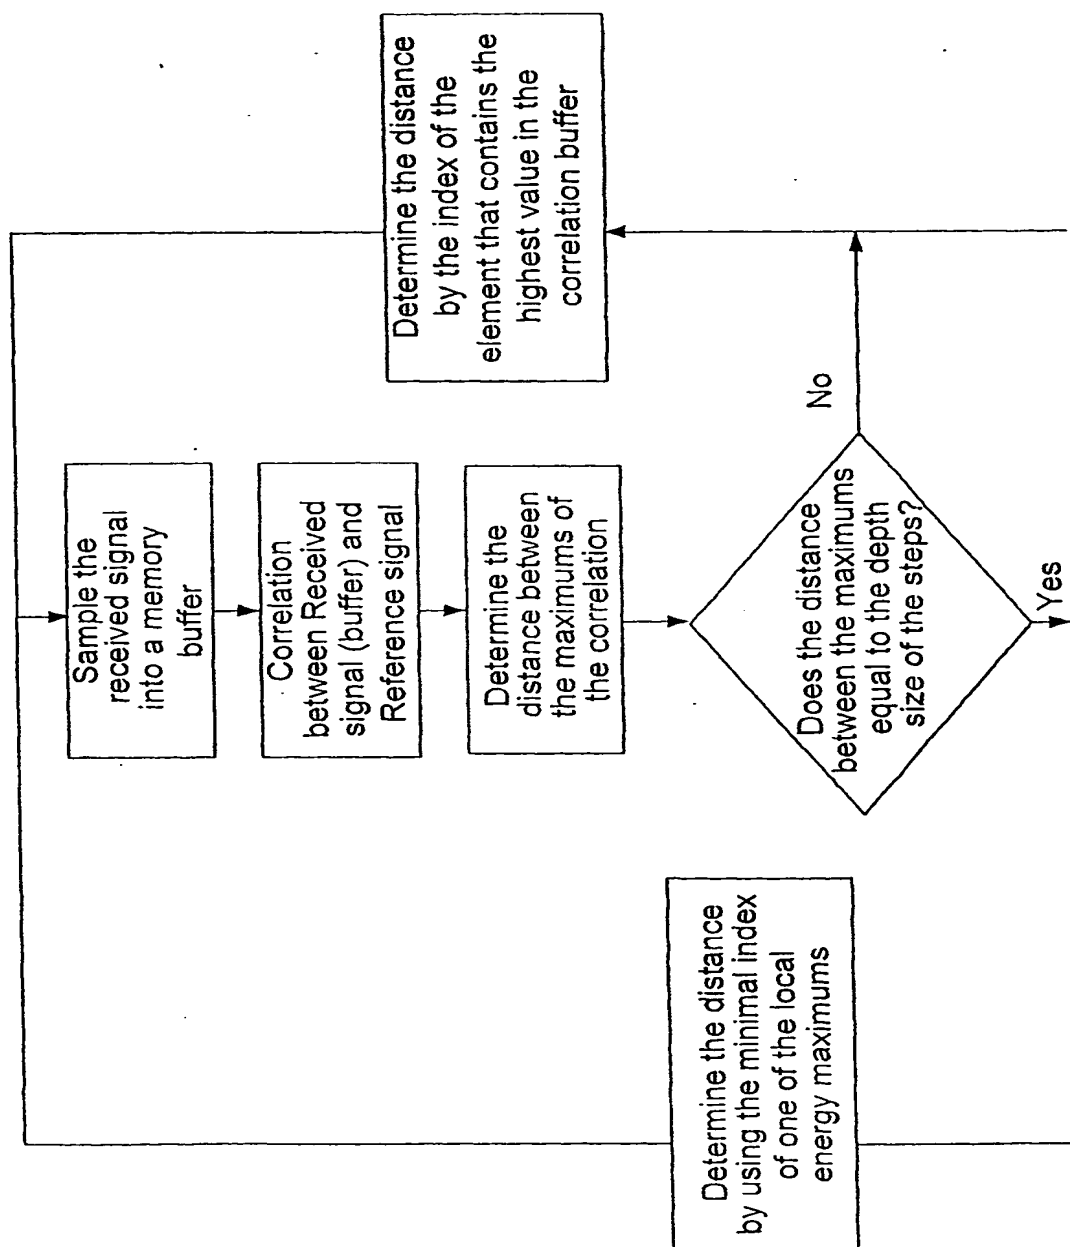 Sample the
received signal
into a memory
buffer
Correlation
between Received
signal (buffer) and
Reference signal
Determine the
distance between
the maximums of
the correlation
Does the distance
between the maximums
equal to the depth
size of the steps?
No
Yes
Determine the distance
by the index of the
element that contains the
highest value in the
correlation buffer
Determine the distance
by using the minimal index
of one of the local
energy maximums